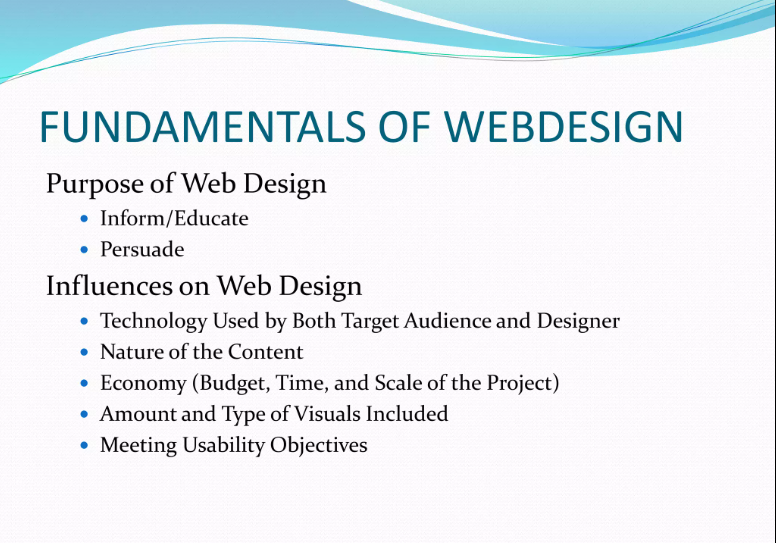 FUNDAMENTALS OF WEBDESIGN
Purpose of Web Design
• Inform/Educate
• Persuade
Influences on Web Design
• Technology Used by Both Target Audience and Designer
• Nature of the Content
• Economy (Budget, Time, and Scale of the Project)
• Amount and Type of Visuals Included
• Meeting Usability Objectives